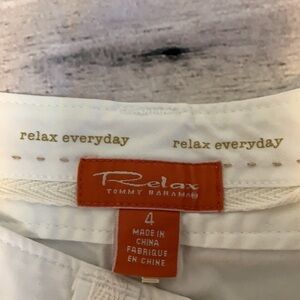 relax everyday
relax everyday
Relax
TOMMY BAHAMA
4
MADE IN
CHINA
FABRIQUE
EN CHINE